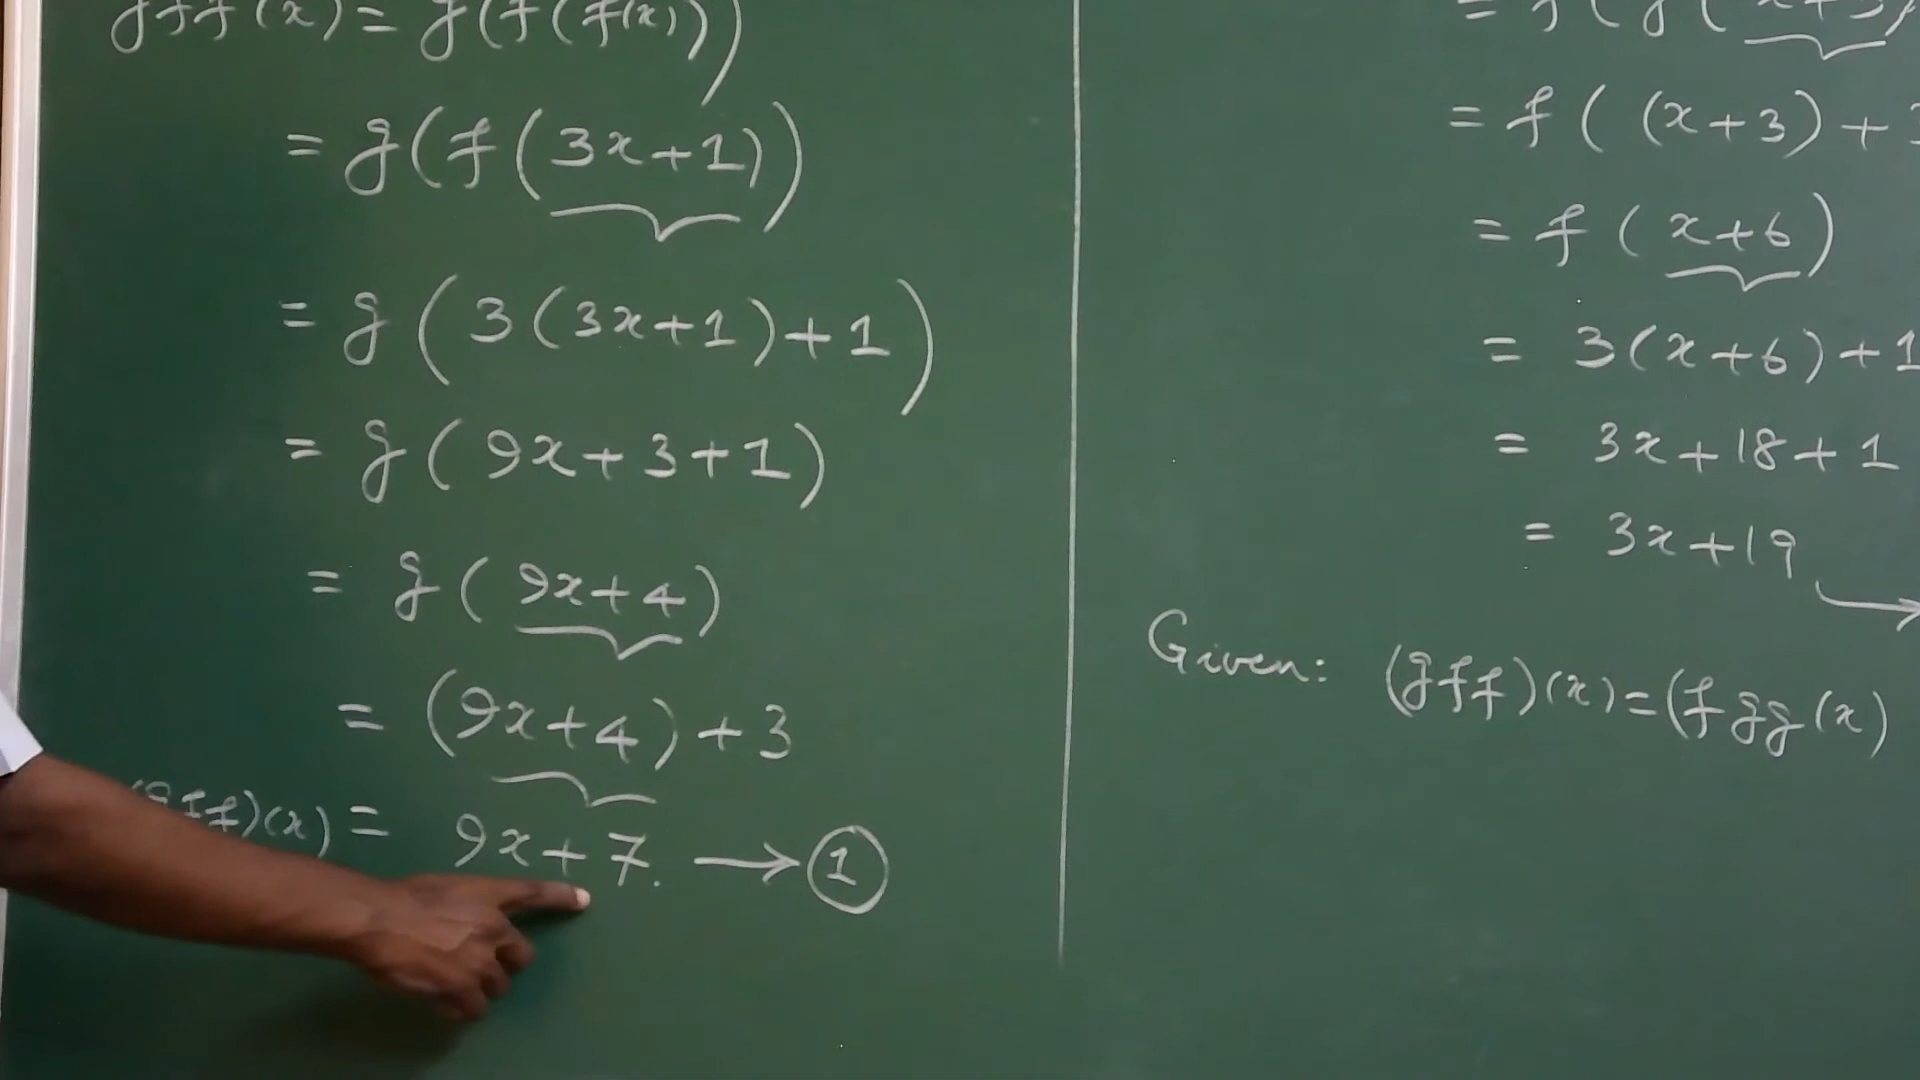 gff(x) = g(f(f(x)))
= g(f(3x+1))
= g(3(3x+1)+1)
= g(9x+3+1)
= g(9x+4)
= (9x+4)+3
ff)(x) = 9x+7. → ①
= f(g(x+3)
= f((x+3)+
= f(x+6)
= 3(x+6)+1
= 3x+18+1
= 3x+19 →
Given: (gff)(x)=(fgg(x)